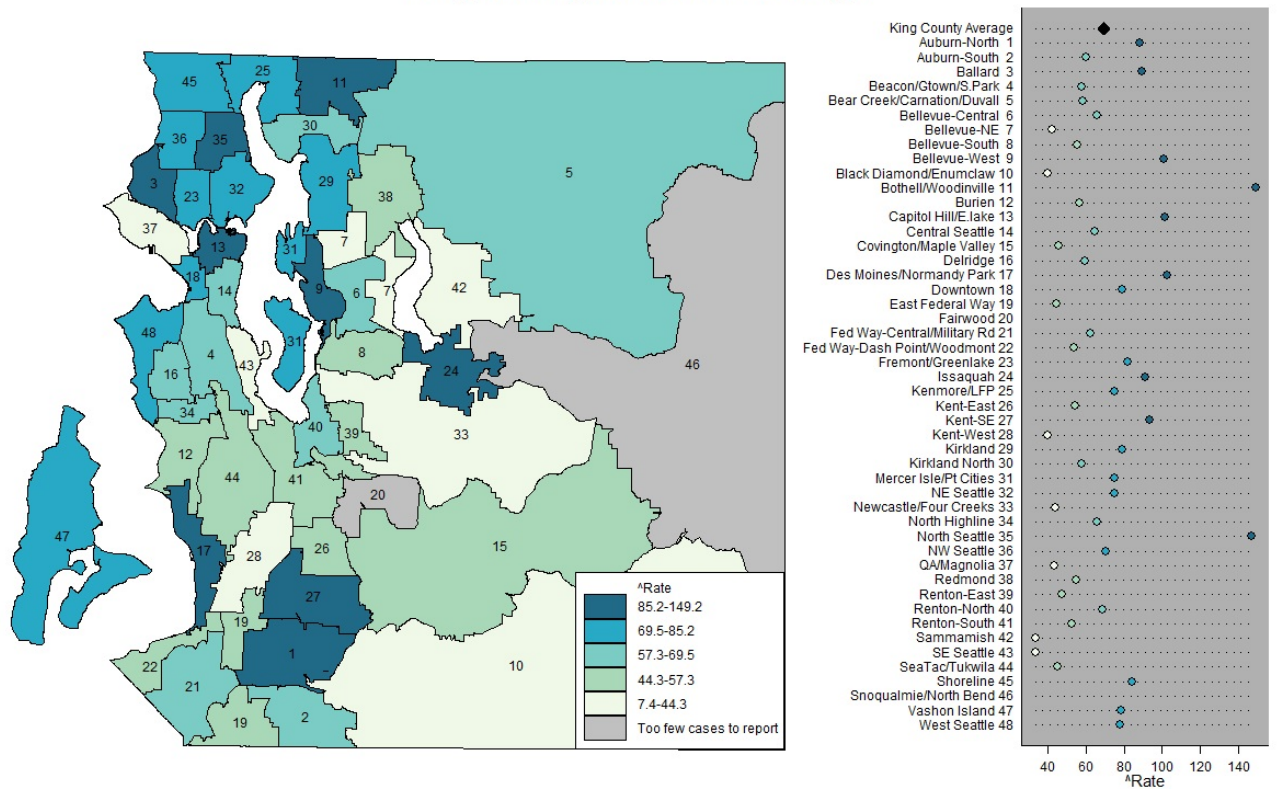 45
25
11
36
35
30
5
3
23
32
29
38
37
13
31
7
18
14
9
6
7
42
48
4
43
31
8
24
46
16
34
40
39
33
12
44
41
20
47
17
28
26
15
27
19
1
22
21
10
19
2
^Rate
85.2-149.2
69.5-85.2
57.3-69.5
44.3-57.3
7.4-44.3
Too few cases to report
King County Average
Auburn-North 1
Auburn-South 2
Ballard 3
Beacon/Gtown/S.Park 4
Bear Creek/Carnation/Duvall 5
Bellevue-Central 6
Bellevue-NE 7
Bellevue-South 8
Bellevue-West 9
Black Diamond/Enumclaw 10
Bothell/Woodinville 11
Burien 12
Capitol Hill/E.lake 13
Central Seattle 14
Covington/Maple Valley 15
Delridge 16
Des Moines/Normandy Park 17
Downtown 18
East Federal Way 19
Fairwood 20
Fed Way-Central/Military Rd 21
Fed Way-Dash Point/Woodmont 22
Fremont/Greenlake 23
Issaquah 24
Kenmore/LFP 25
Kent-East 26
Kent-SE 27
Kent-West 28
Kirkland 29
Kirkland North 30
Mercer Isle/Pt Cities 31
NE Seattle 32
Newcastle/Four Creeks 33
North Highline 34
North Seattle 35
NW Seattle 36
QA/Magnolia 37
Redmond 38
Renton-East 39
Renton-North 40
Renton-South 41
Sammamish 42
SE Seattle 43
SeaTac/Tukwila 44
Shoreline 45
Snoqualmie/North Bend 46
Vashon Island 47
West Seattle 48
40 60 80 100 120 140
^Rate